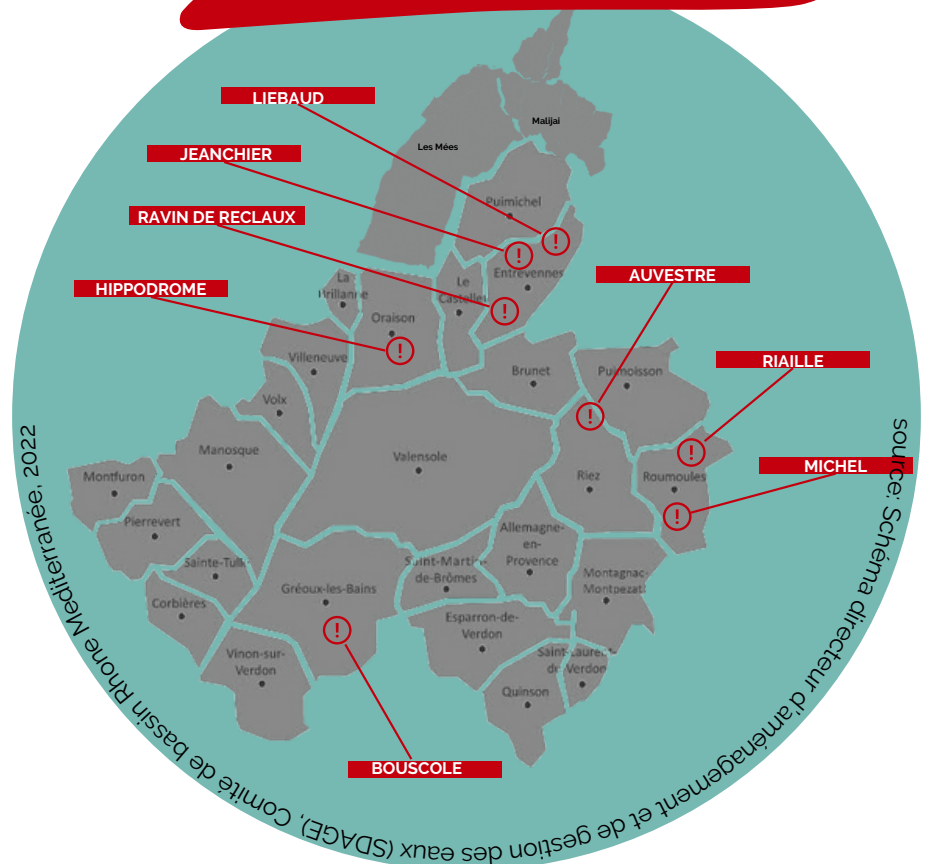 LIEBAUD
Malijai
Les Mées
JEANCHIER
Puimichel
RAVIN DE RECLAUX
!
!
Entrevennes
AUVESTRE
La
Brillanne
Le
Castellet
HIPPODROME
!
Oraison
!
Villeneuve
RIAILLE
Brunet
Puimoisson
Volx
!
Manosque
Valensole
!
MICHEL
Montfuron
Riez
Roumoules
!
Pierrevert
Allemagne-
en-
Provence
Sainte-Tulle
Saint-Martin-
de-Brômes
Gréoux-les-Bains
Montagnac-
Montpezat
Corbières
!
Esparron-de-
Verdon
Vinon-sur-
Verdon
Saint-Laurent-
de-Verdon
Quinson
BOUSCOLE
source: Schéma directeur d'aménagement et de gestion des eaux (SDAGE), Comité de bassin Rhone Mediterranée, 2022